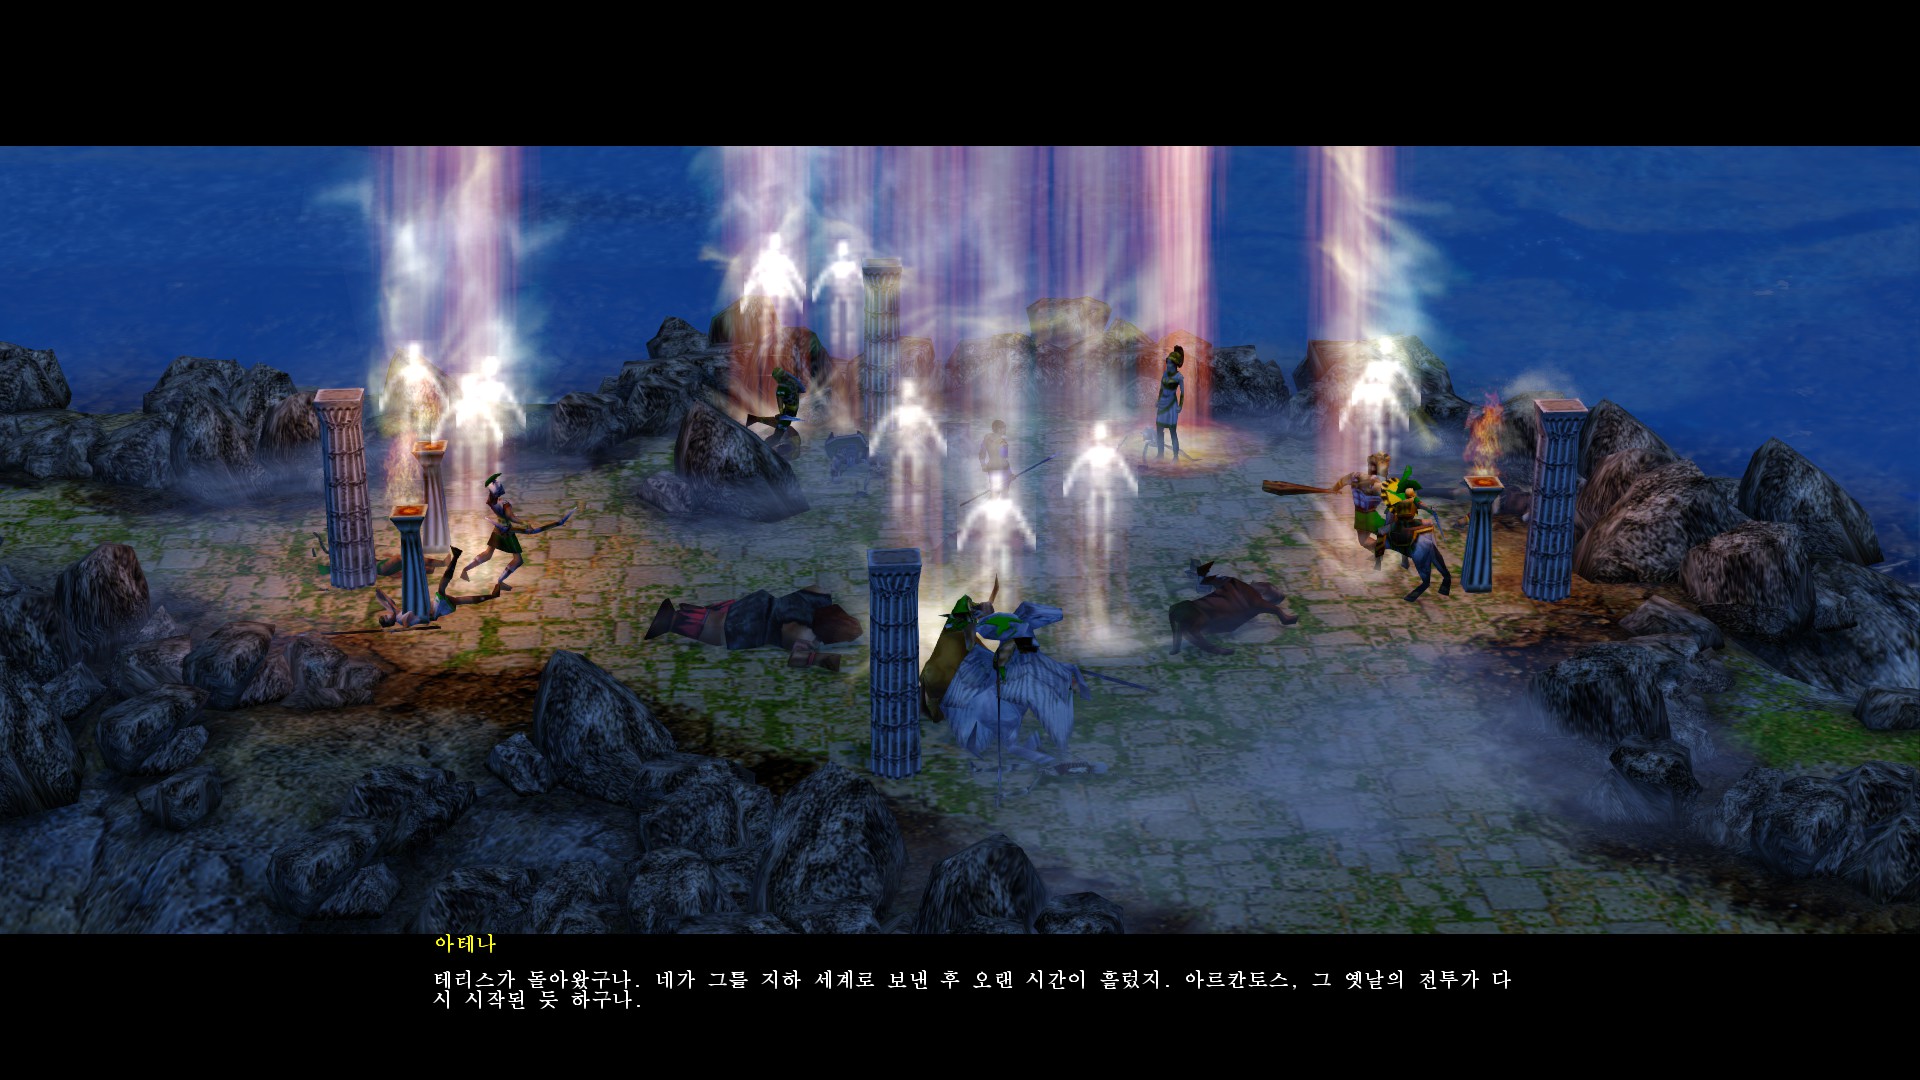 아테나
테리스가 돌아왔구나. 네가 그를 지하 세계로 보낸 후 오랜 시간이 흘렀지. 아르칸토스, 그 옛날의 전투가 다
시 시작된 듯 하구나.